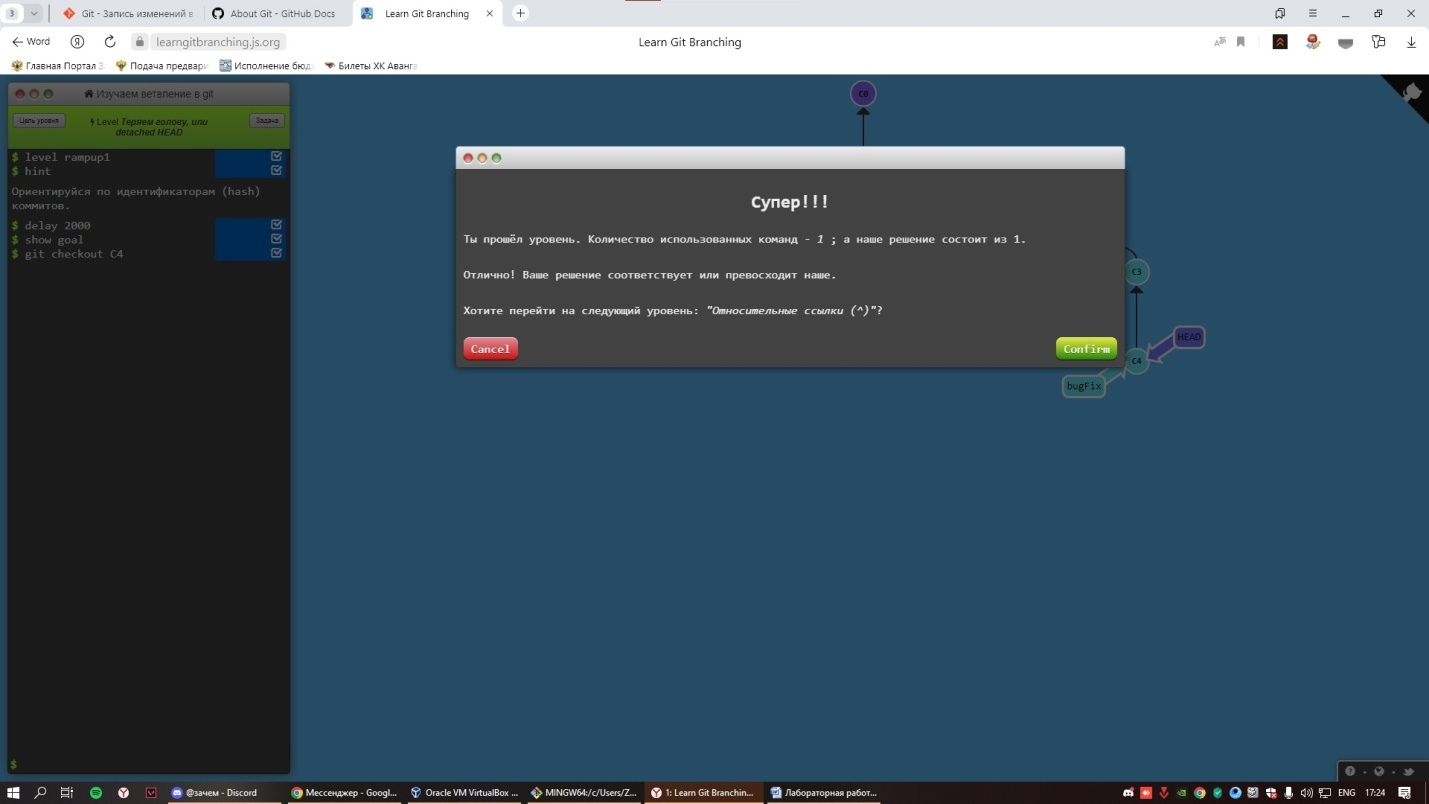 3
Git - Запись изменений в
About Git - GitHub Docs
Learn Git Branching
Word
learngitbranching.js.org
Learn Git Branching
Главная Портал
Подача предвари
Исполнение бюд
Билеты ХК Аванга
Изучаем ветвление в git
Цель уровня
Level Теряем голову, или
detached HEAD
Задача
$ level rampup1
$ hint
Ориентируйся по идентификаторам (hash)
коммитов.
$ delay 2000
$ show goal
$ git checkout C4
$
C0
Супер!!!
Ты прошёл уровень. Количество использованных команд - 1 ; а наше решение состоит из 1.
Отлично! Ваше решение соответствует или превосходит наше.
Хотите перейти на следующий уровень: "Относительные ссылки (^)"?
Cancel
Confirm
C3
HEAD
C4
bugFix
@зачем - Discord
Мессенджер - Googl...
Oracle VM VirtualBox ...
MINGW64:/c/Users/Z...
1: Learn Git Branchin...
Лабораторная работ...
ENG
17:24